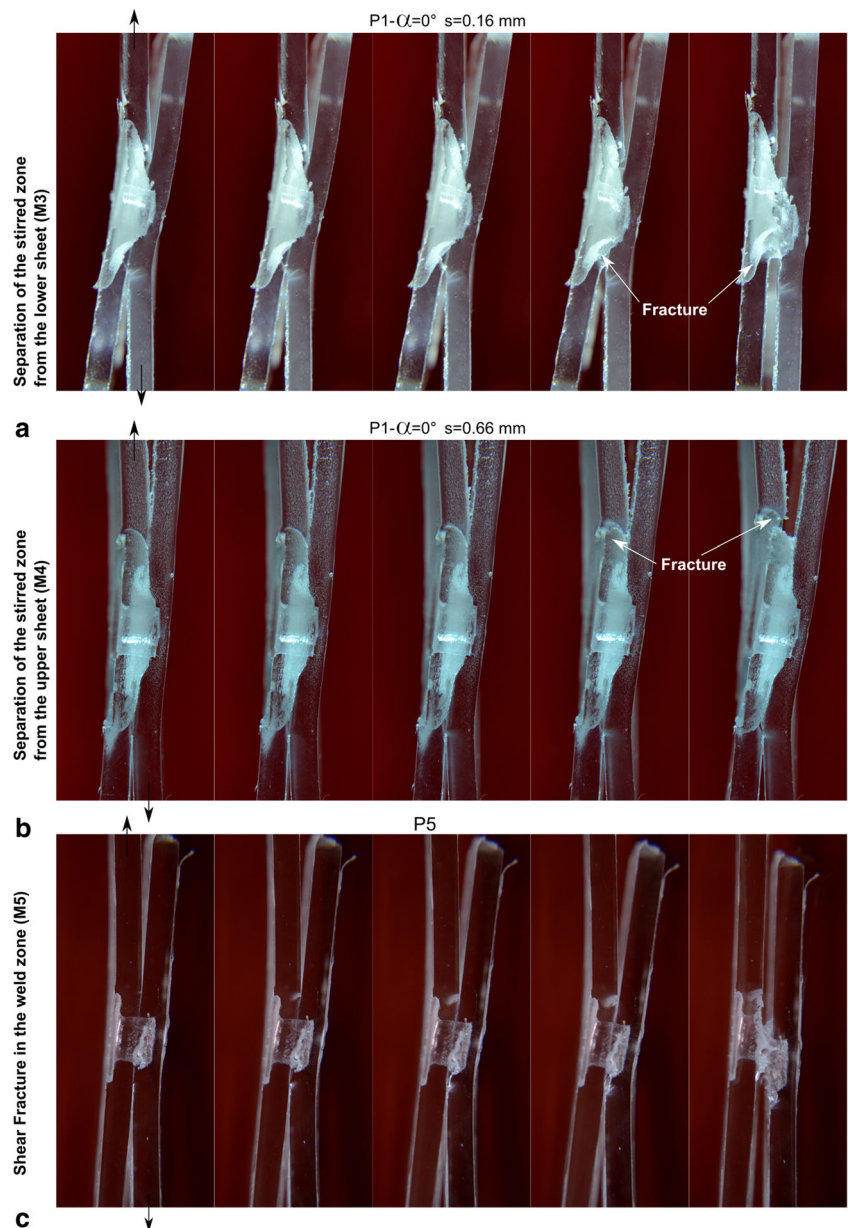 P1-α=0° s=0.16 mm
Separation of the stirred zone
from the lower sheet (M3)
Fracture
a
P1-α=0° s=0.66 mm
Separation of the stirred zone
from the upper sheet (M4)
Fracture
b
P5
Shear Fracture in the weld zone (M5)
c